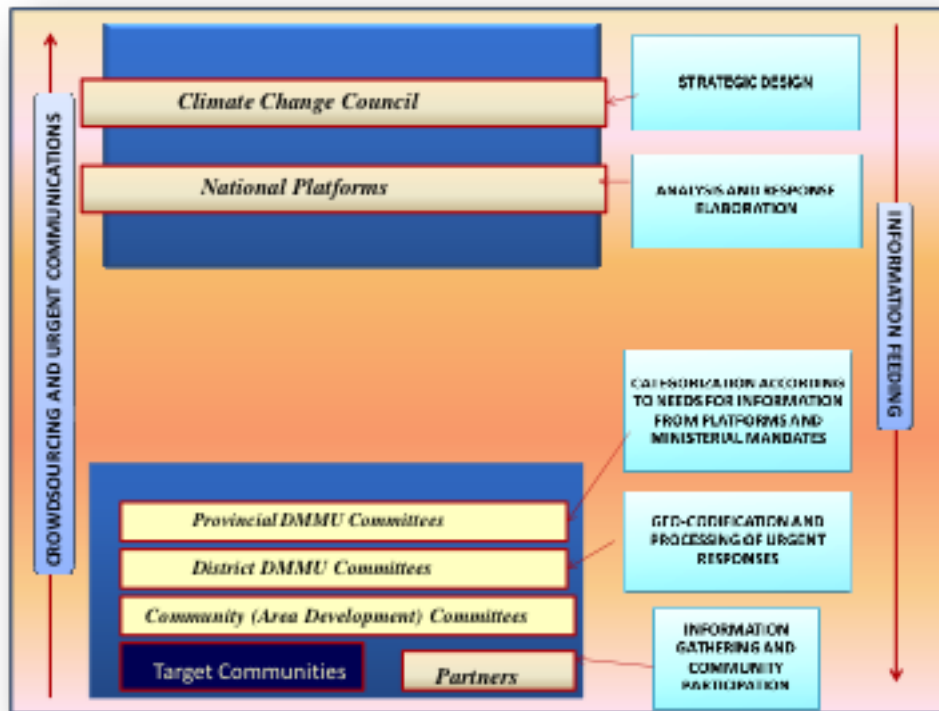 CROWDSOURCING AND URGENT COMMUNICATIONS
Climate Change Council
STRATEGIC DESIGN
National Platforms
ANALYSIS AND RESPONSE
ELABORATION
INFORMATION FEEDING
CATEGORIZATION ACCORDING
TO NEEDS FOR INFORMATION
FROM PLATFORMS AND
MINISTERIAL MANDATES
Provincial DMMU Committees
District DMMU Committees
GEO-CODIFICATION AND
PROCESSING OF URGENT
RESPONSES
Community (Area Development) Committees
Target Communities
Partners
INFORMATION
GATHERING AND
COMMUNITY
PARTICIPATION